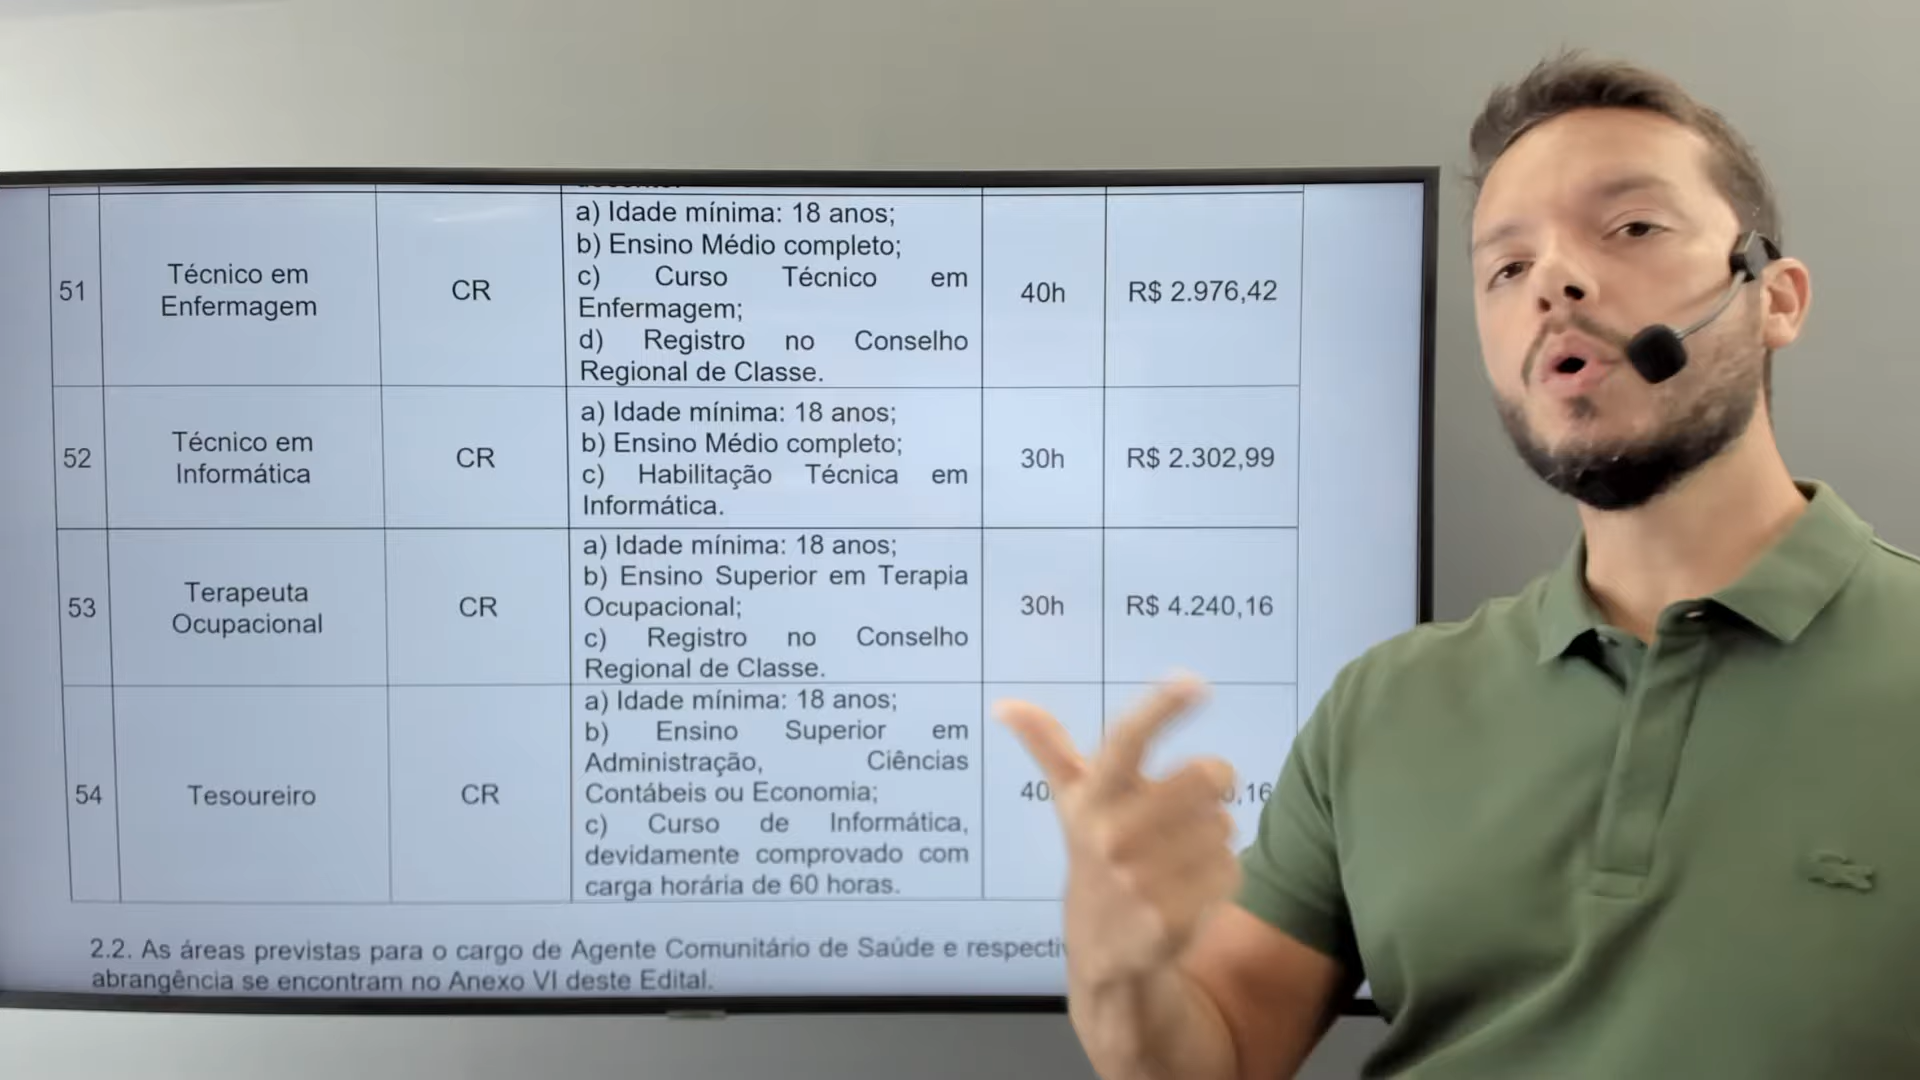 51
Técnico em
Enfermagem
CR
a) Idade mínima: 18 anos;
b) Ensino Médio completo;
c) Curso Técnico em
Enfermagem;
d) Registro no Conselho
Regional de Classe.
40h
R$ 2.976,42
52
Técnico em
Informática
CR
a) Idade mínima: 18 anos;
b) Ensino Médio completo;
c) Habilitação Técnica em
Informática.
30h
R$ 2.302,99
53
Terapeuta
Ocupacional
CR
a) Idade mínima: 18 anos;
b) Ensino Superior em Terapia
Ocupacional;
c) Registro no Conselho
Regional de Classe.
30h
R$ 4.240,16
54
Tesoureiro
CR
a) Idade mínima: 18 anos;
b) Ensino Superior em
Administração, Ciências
Contábeis ou Economia;
c) Curso de Informática,
devidamente comprovado com
carga horária de 60 horas.
40
,16
2.2. As áreas previstas para o cargo de Agente Comunitário de Saúde e
abrangência se encontram no Anexo VI deste Edital.